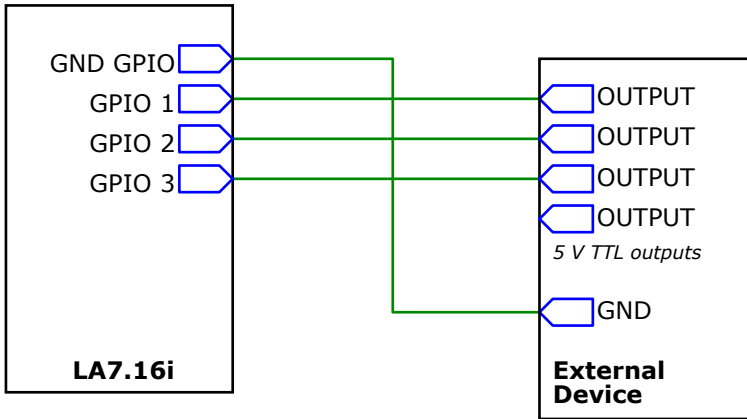 GND GPIO
GPIO 1
GPIO 2
GPIO 3
LA7.16i
OUTPUT
OUTPUT
OUTPUT
OUTPUT
5 V TTL outputs
GND
External
Device